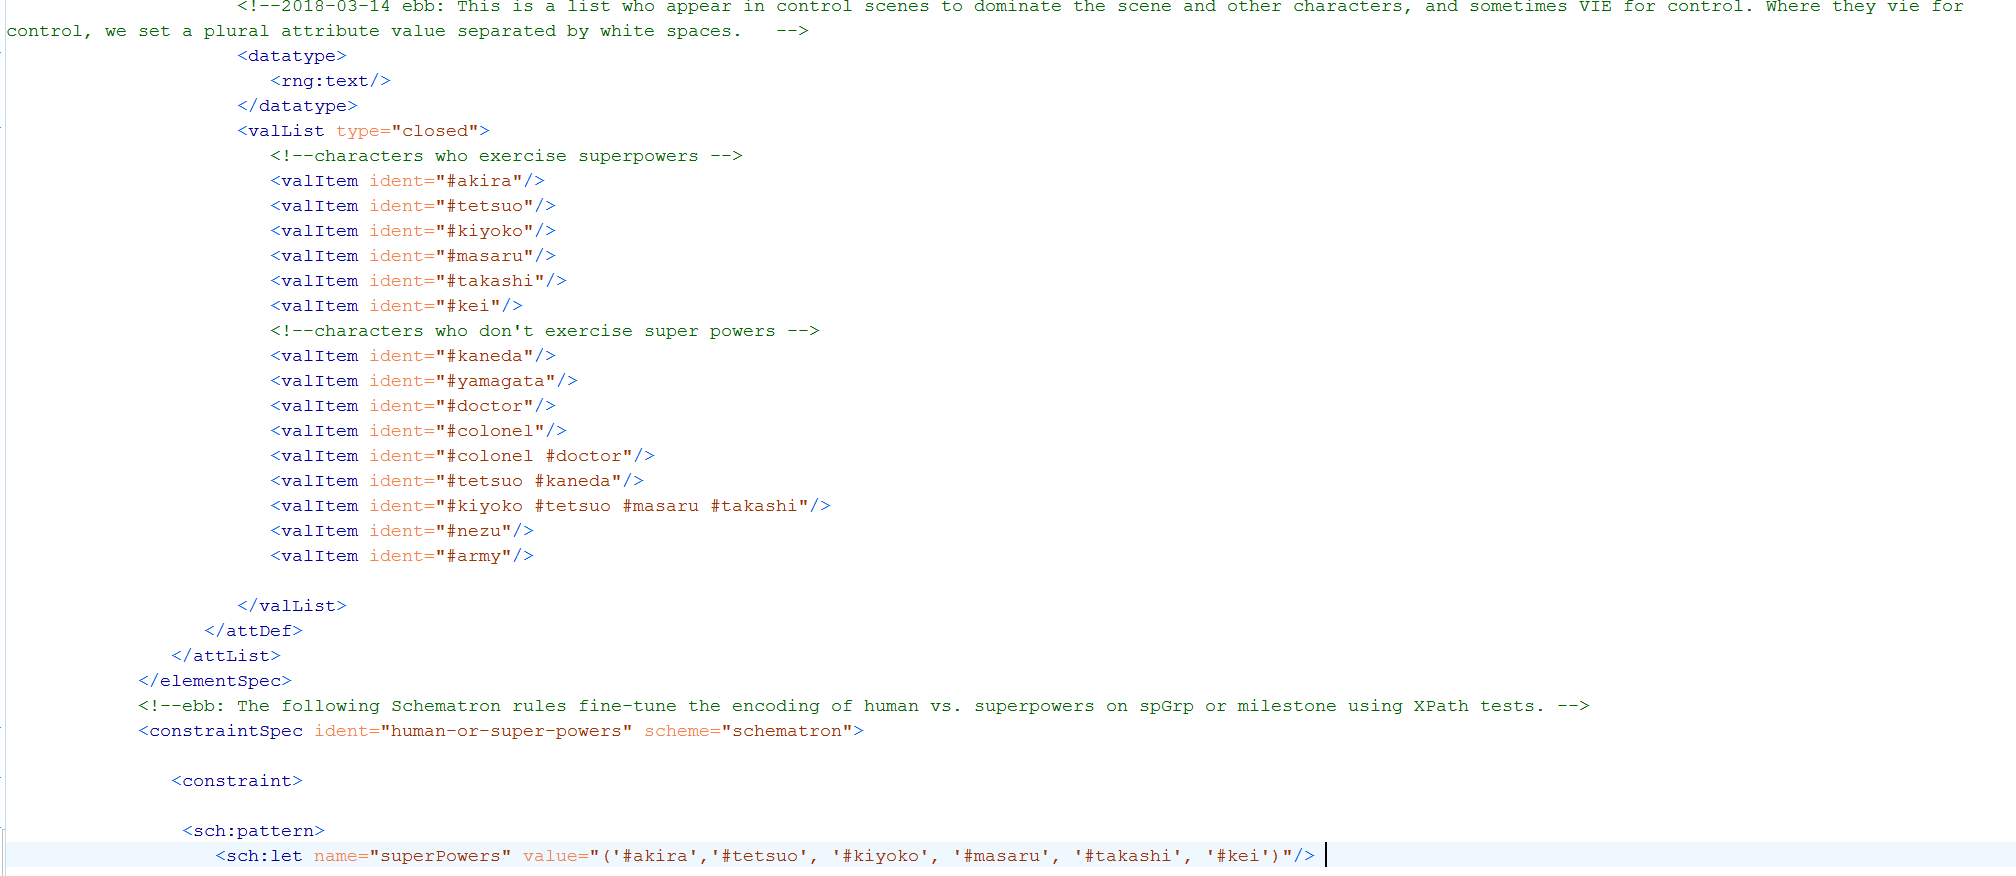 <!--2018-03-14 ebb: This is a list who appear in control scenes to dominate the scene and other characters, and sometimes VIE for control. Where they vie for
control, we set a plural attribute value separated by white spaces.   -->
<datatype>
<rng:text/>
</datatype>
<valList type="closed">
<!--characters who exercise superpowers -->
<valItem ident="#akira"/>
<valItem ident="#tetsuo"/>
<valItem ident="#kiyoko"/>
<valItem ident="#masaru"/>
<valItem ident="#takashi"/>
<valItem ident="#kei"/>
<!--characters who don't exercise super powers -->
<valItem ident="#kaneda"/>
<valItem ident="#yamagata"/>
<valItem ident="#doctor"/>
<valItem ident="#colonel"/>
<valItem ident="#colonel #doctor"/>
<valItem ident="#tetsuo #kaneda"/>
<valItem ident="#kiyoko #tetsuo #masaru #takashi"/>
<valItem ident="#nezu"/>
<valItem ident="#army"/>
</valList>
</attDef>
</attList>
</elementSpec>
<!--ebb: The following Schematron rules fine-tune the encoding of human vs. superpowers on spGrp or milestone using XPath tests. -->
<constraintSpec ident="human-or-super-powers" scheme="schematron">
<constraint>
<sch:pattern>
<sch:let name="superPowers" value="('#akira','#tetsuo', '#kiyoko', '#masaru', '#takashi', '#kei')"/>